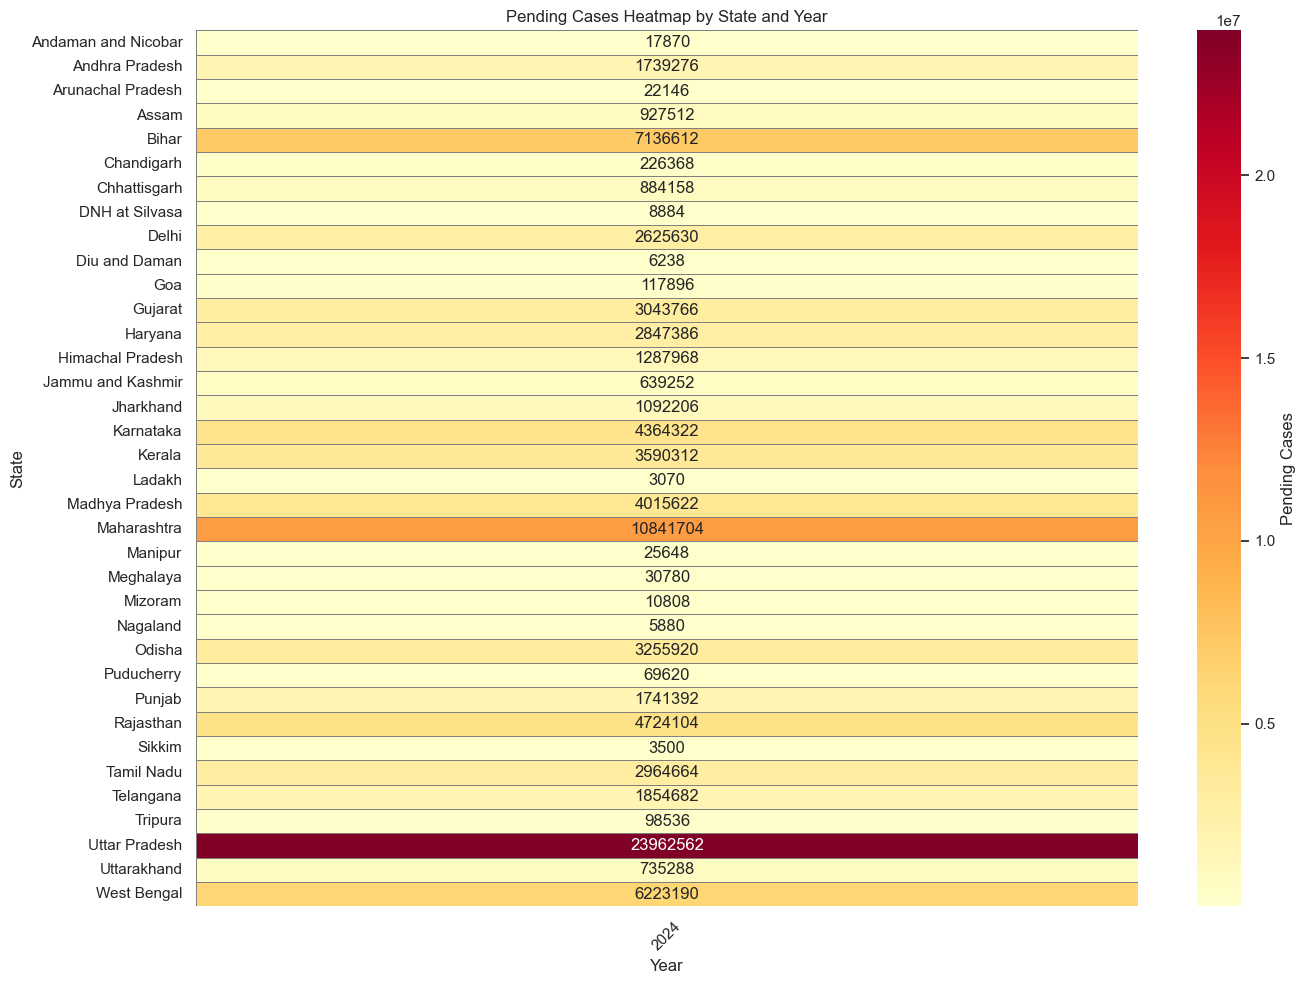 Pending Cases Heatmap by State and Year
1e7
Andaman and Nicobar 17870
Andhra Pradesh 1739276
Arunachal Pradesh 22146
Assam 927512
Bihar 7136612
Chandigarh 226368
Chhattisgarh 884158
DNH at Silvasa 8884
Delhi 2625630
Diu and Daman 6238
Goa 117896
Gujarat 3043766
Haryana 2847386
Himachal Pradesh 1287968
Jammu and Kashmir 639252
Jharkhand 1092206
Karnataka 4364322
Kerala 3590312
Ladakh 3070
Madhya Pradesh 4015622
Maharashtra 10841704
Manipur 25648
Meghalaya 30780
Mizoram 10808
Nagaland 5880
Odisha 3255920
Puducherry 69620
Punjab 1741392
Rajasthan 4724104
Sikkim 3500
Tamil Nadu 2964664
Telangana 1854682
Tripura 98536
Uttar Pradesh 23962562
Uttarakhand 735288
West Bengal 6223190
State
2024
Year
2.0
1.5
1.0
0.5
Pending Cases